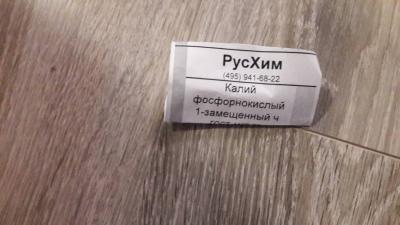 РусХим
(495) 941-68-22
Калий
фосфорнокислый
1-замещенный ч